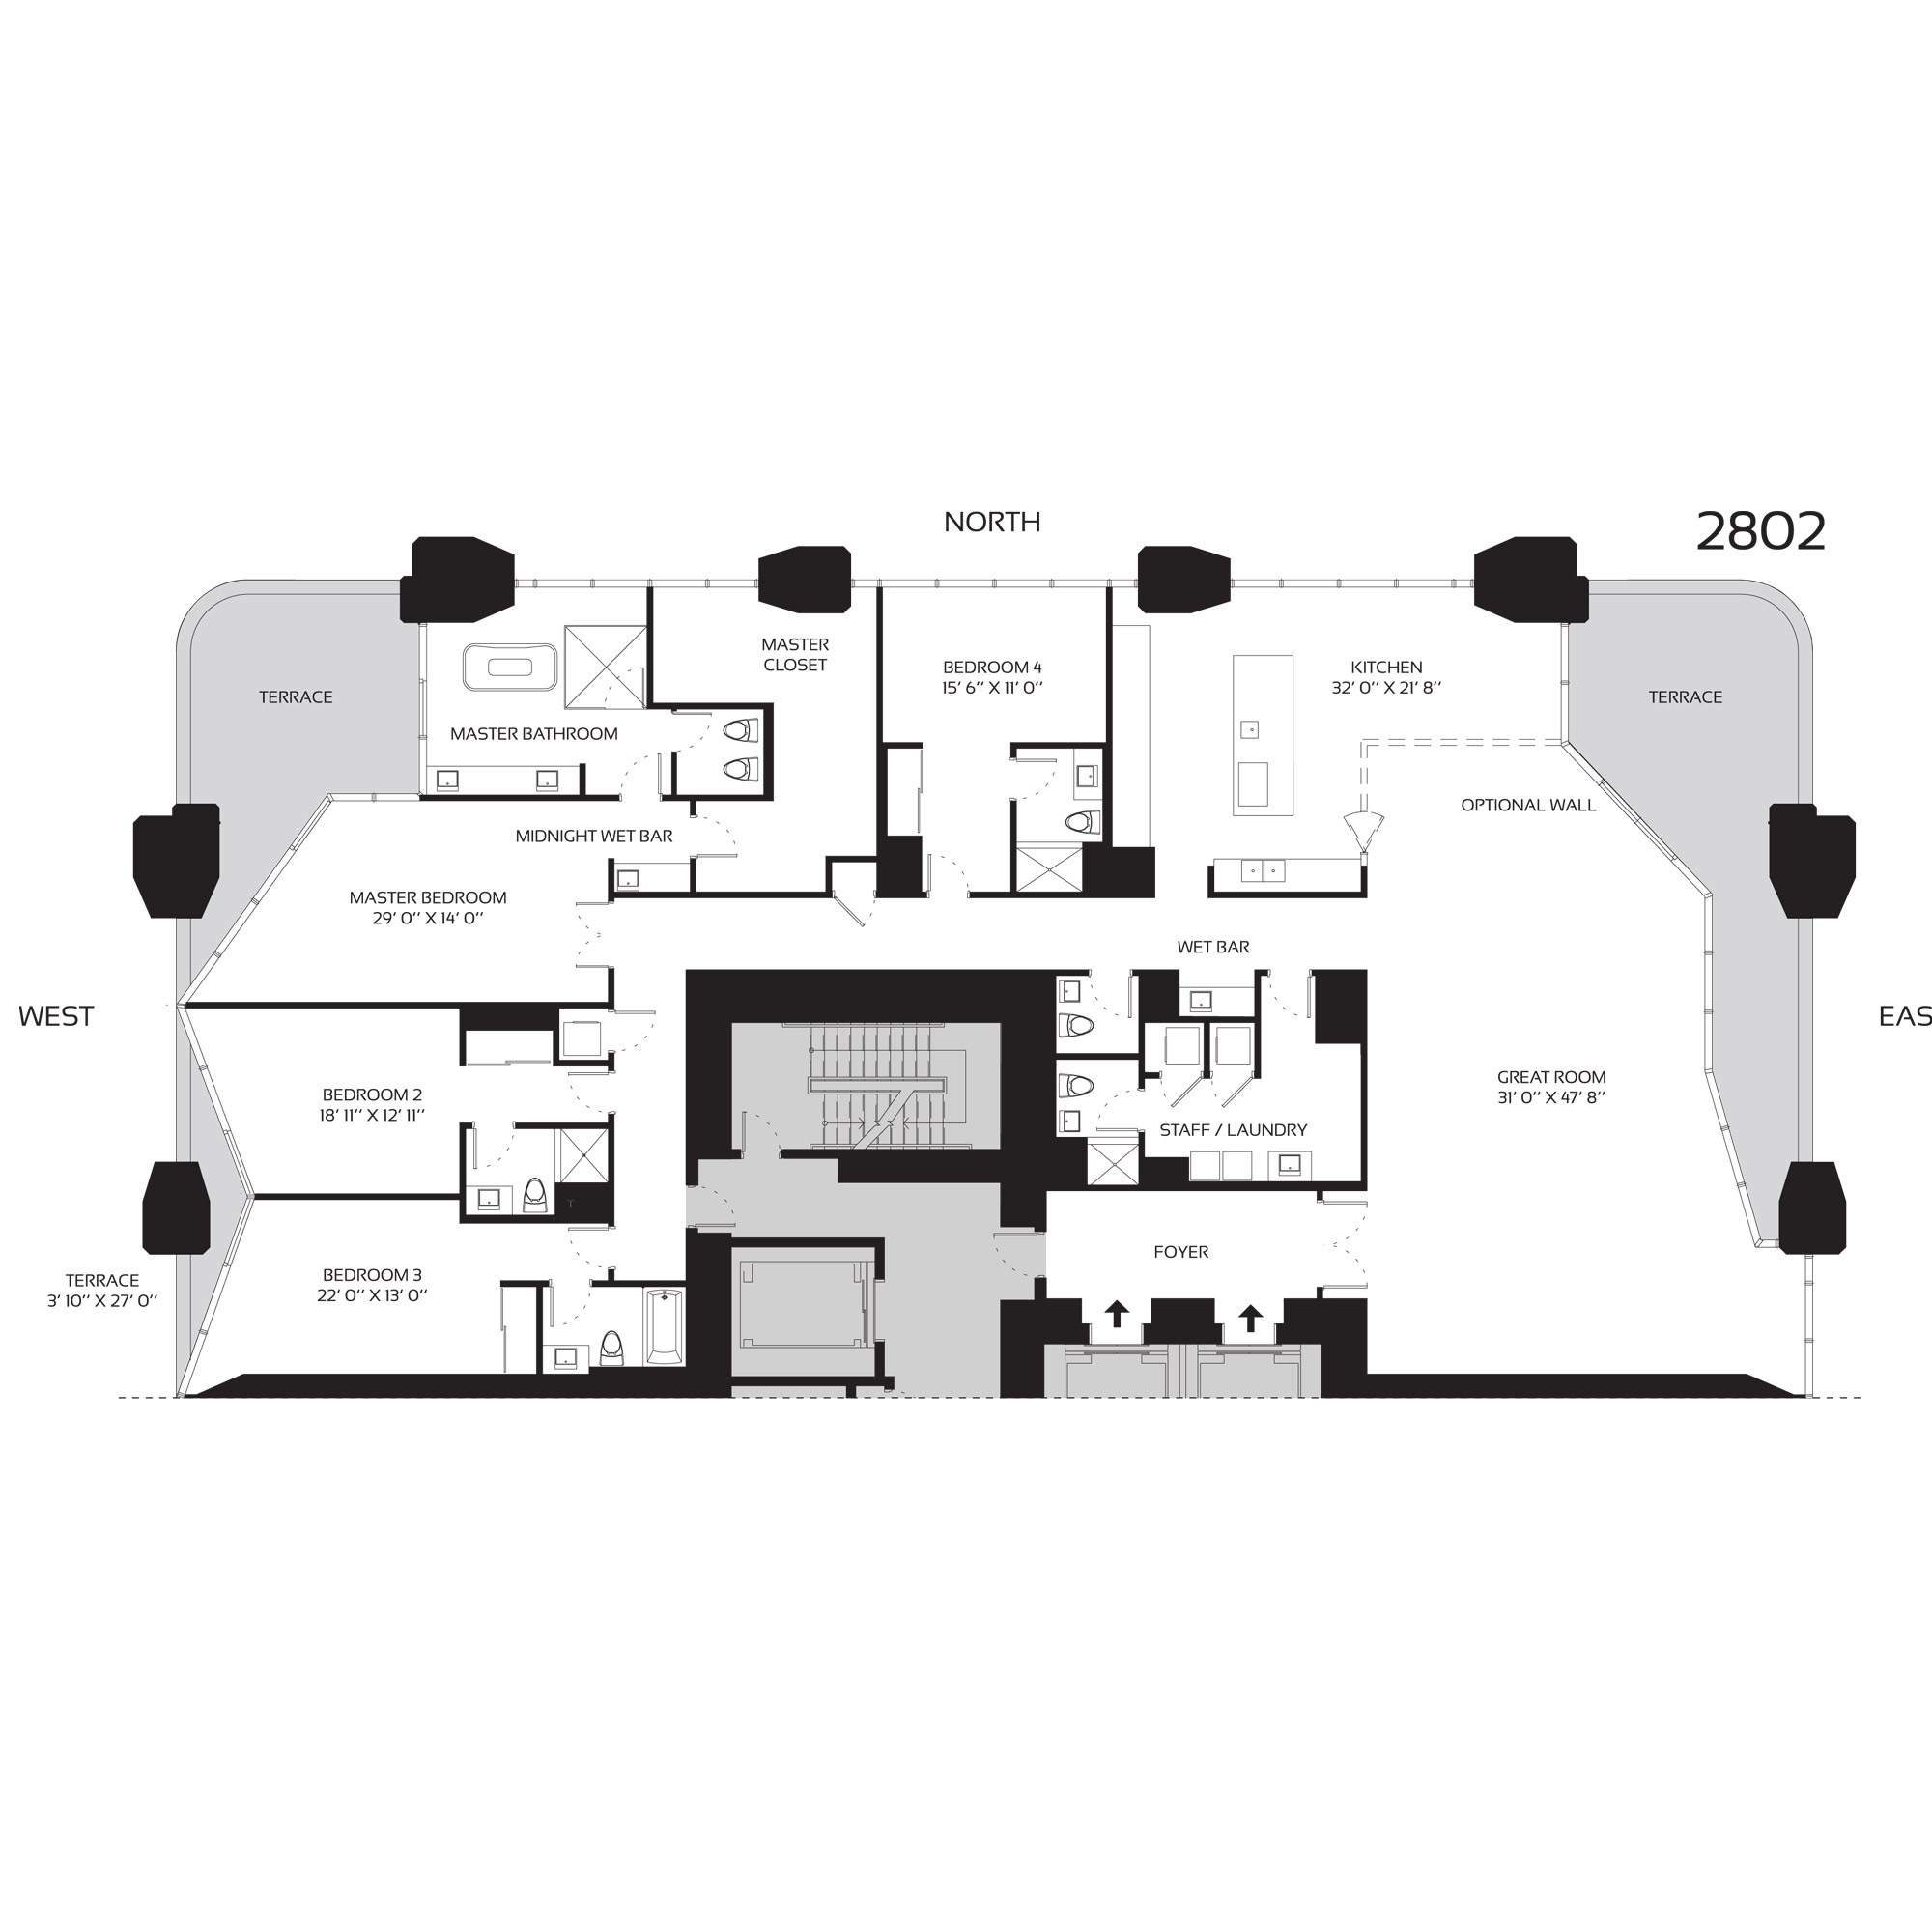 NORTH
2802
MASTER
CLOSET
BEDROOM 4
15’ 6’’ X 11’ 0’’
KITCHEN
32’ 0’’ X 21’ 8’’
TERRACE
TERRACE
MASTER BATHROOM
OPTIONAL WALL
MIDNIGHT WET BAR
MASTER BEDROOM
29’ 0’’ X 14’ 0’’
WET BAR
WEST
EAS
BEDROOM 2
18’ 11’’ X 12’ 11’’
GREAT ROOM
31’ 0’’ X 47’ 8’’
STAFF / LAUNDRY
T
FOYER
TERRACE
3’ 10’’ X 27’ 0’’
BEDROOM 3
22’ 0’’ X 13’ 0’’